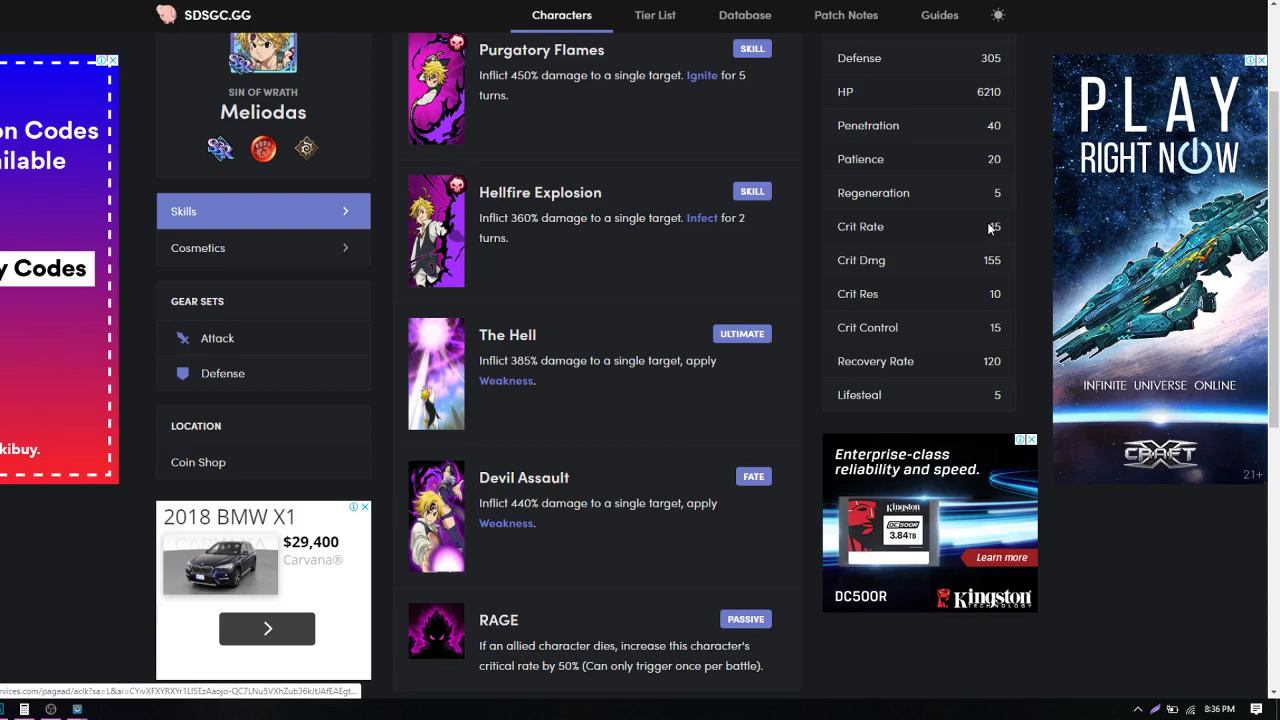 SDSGC.GG
Characters
Tier List
Database
Patch Notes
Guides
on Codes
ilable
y Codes
kibuy.
SIN OF WRATH
Meliodas
Skills
Cosmetics
GEAR SETS
Attack
Defense
LOCATION
Coin Shop
2018 BMW X1
$29,400
Carvana®
Purgatory Flames
SKILL
Inflict 450% damage to a single target. Ignite for 5
turns.
Hellfire Explosion
SKILL
Inflict 360% damage to a single target. Infect for 2
turns.
The Hell
ULTIMATE
Inflict 385% damage to a single target, apply
Weakness.
Devil Assault
FATE
Inflict 440% damage to a single target, apply
Weakness.
RAGE
PASSIVE
If an allied character dies, increase this character's
critical rate by 50% (Can only trigger once per battle).
Defense 305
HP 6210
Penetration 40
Patience 20
Regeneration 5
Crit Rate
Crit Dmg 155
Crit Res 10
Crit Control 15
Recovery Rate 120
Lifesteal 5
Enterprise-class
reliability and speed.
Kingston
DC500R
3.84TB
Learn more
DC500R
Kingston
TECHNOLOGY
PLAY
RIGHT NOW
INFINITE UNIVERSE ONLINE
XCRAFT
21+
8:36 PM